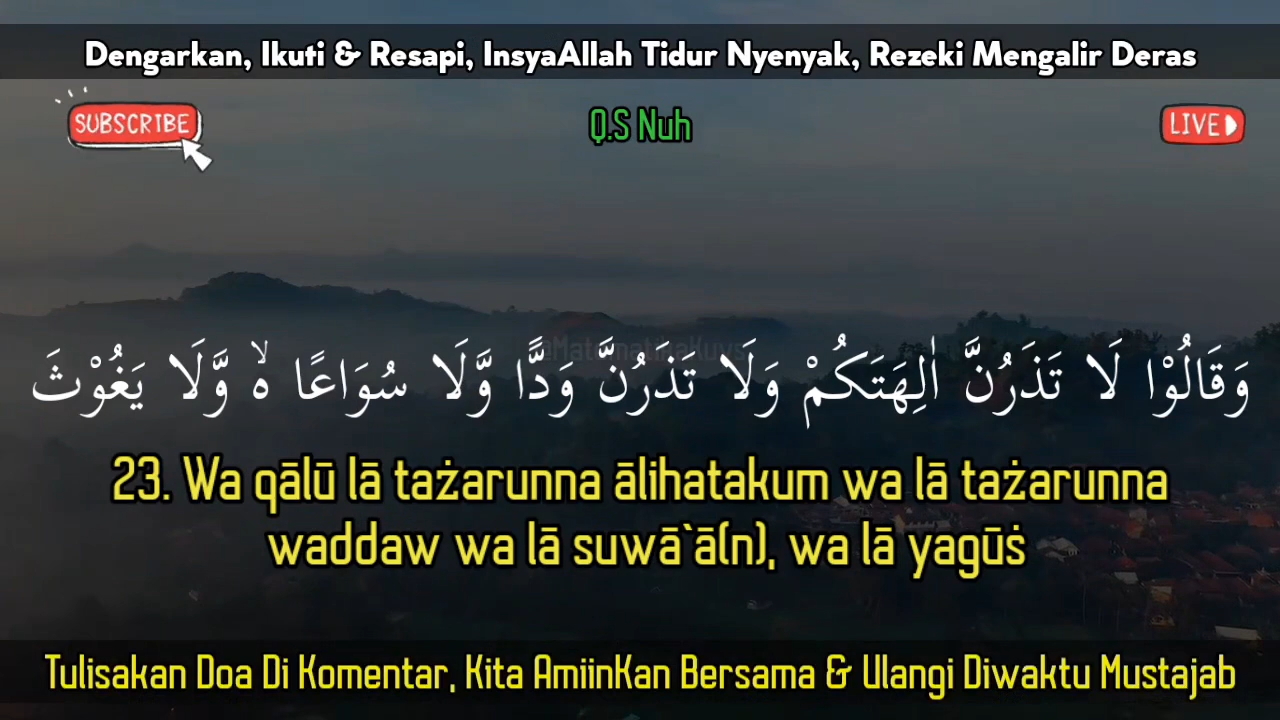 Dengarkan, Ikuti & Resapi, InsyaAllah Tidur Nyenyak, Rezeki Mengalir Deras
SUBSCRIBE
Q.S Nuh
LIVE
وَقَالُوْا لَا تَذَرُنَّ اٰلِهَتَكُمْ وَلَا تَذَرُنَّ وَدًّا وَّلَا سُوَاعًا ەۙ وَّلَا يَغُوْثَ
23. Wa qālū lā tażarunna ālihatakum wa lā tażarunna
waddaw wa lā suwā`ā(n), wa lā yagūṡ
Tulisakan Doa Di Komentar, Kita AmiinKan Bersama & Ulangi Diwaktu Mustajab